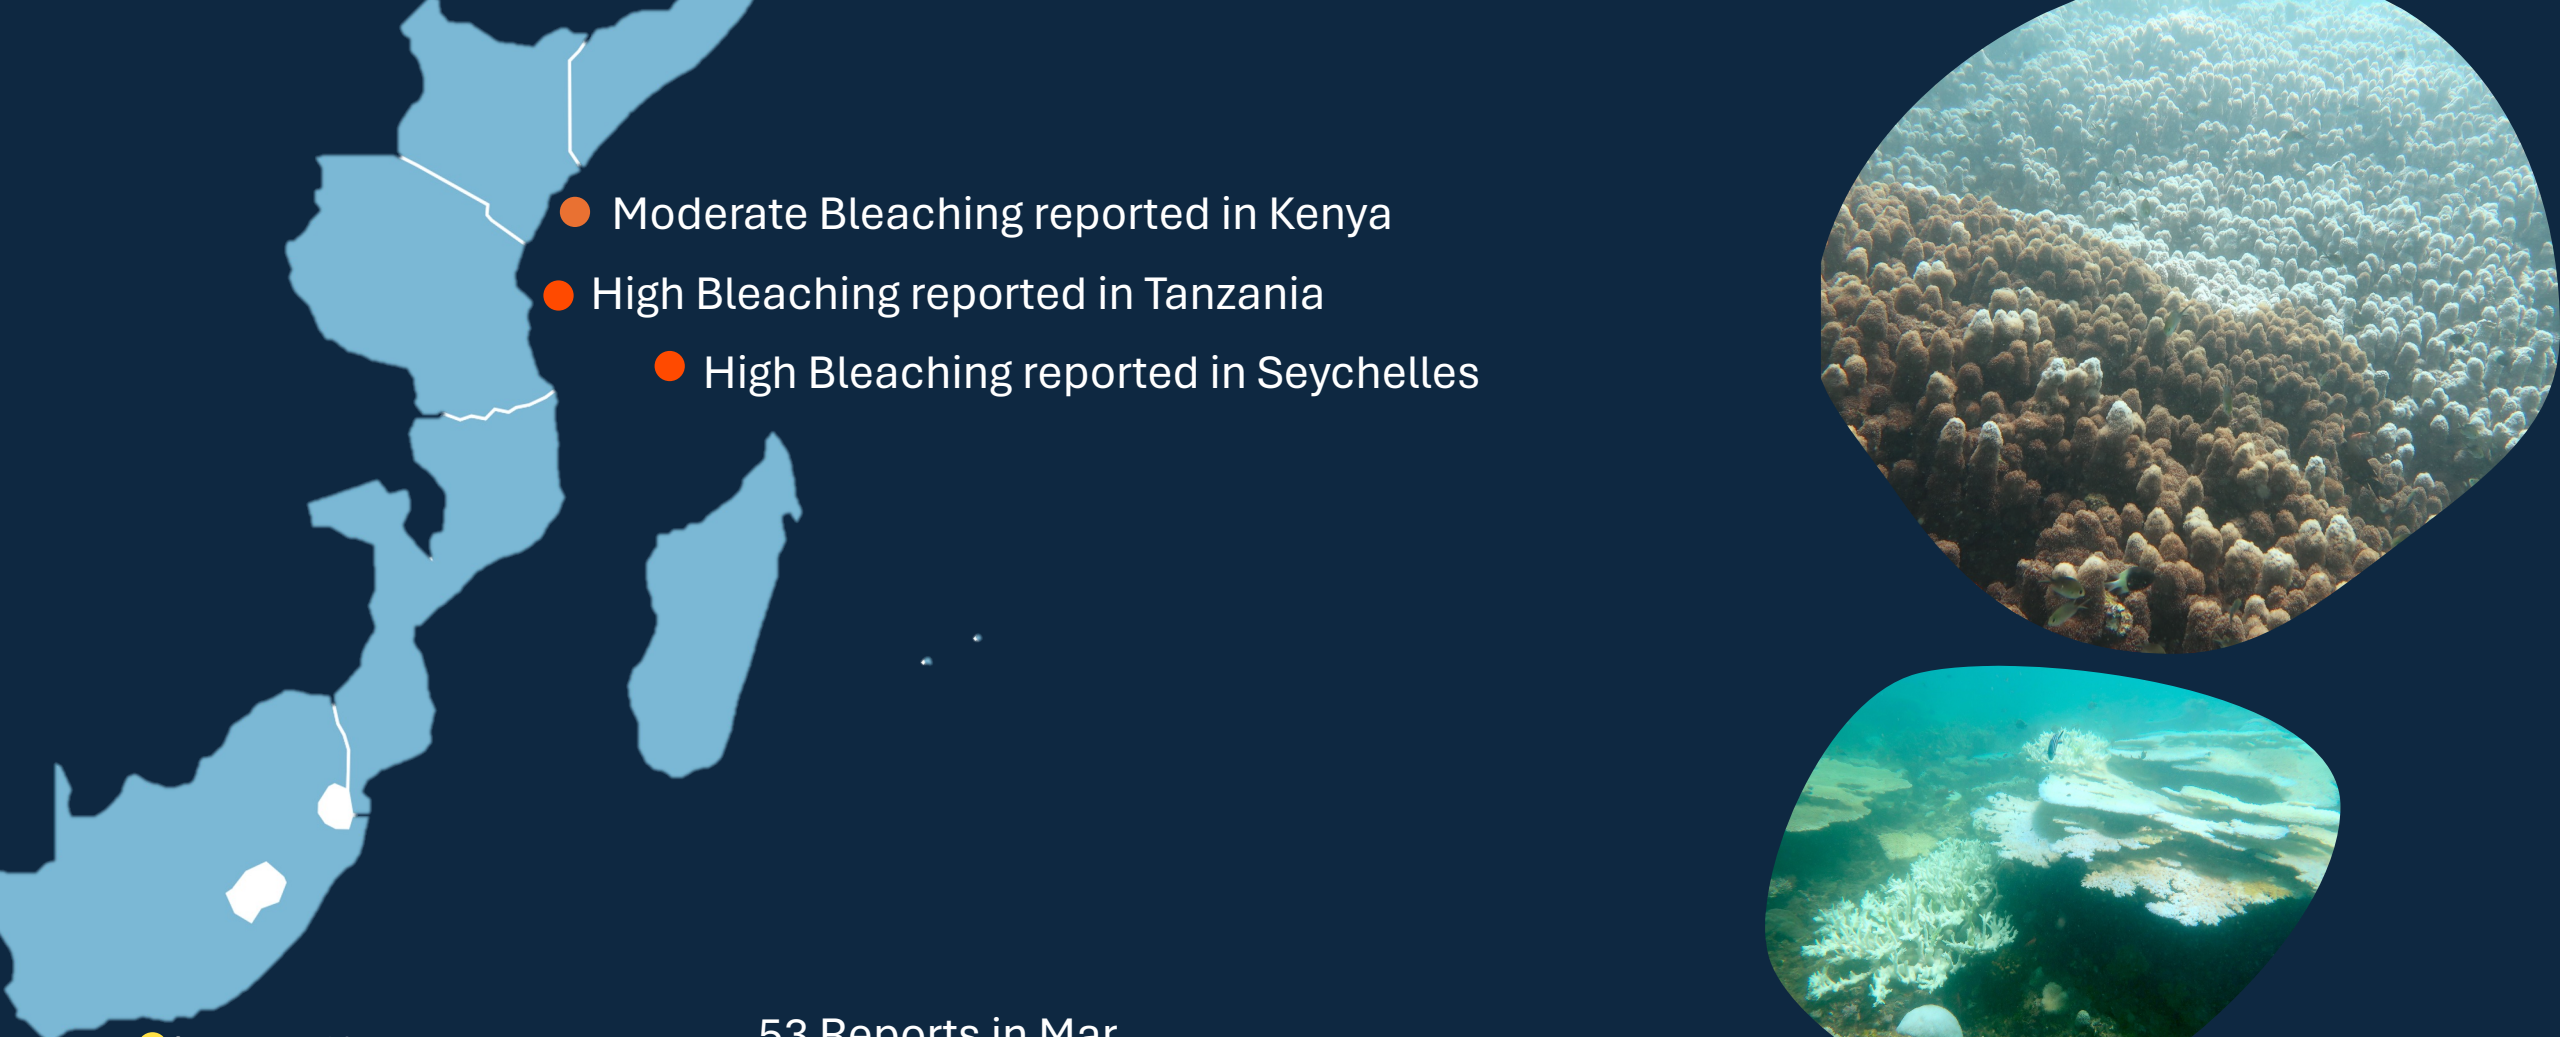 Moderate Bleaching reported in Kenya
High Bleaching reported in Tanzania
High Bleaching reported in Seychelles
53 Reports in Mar